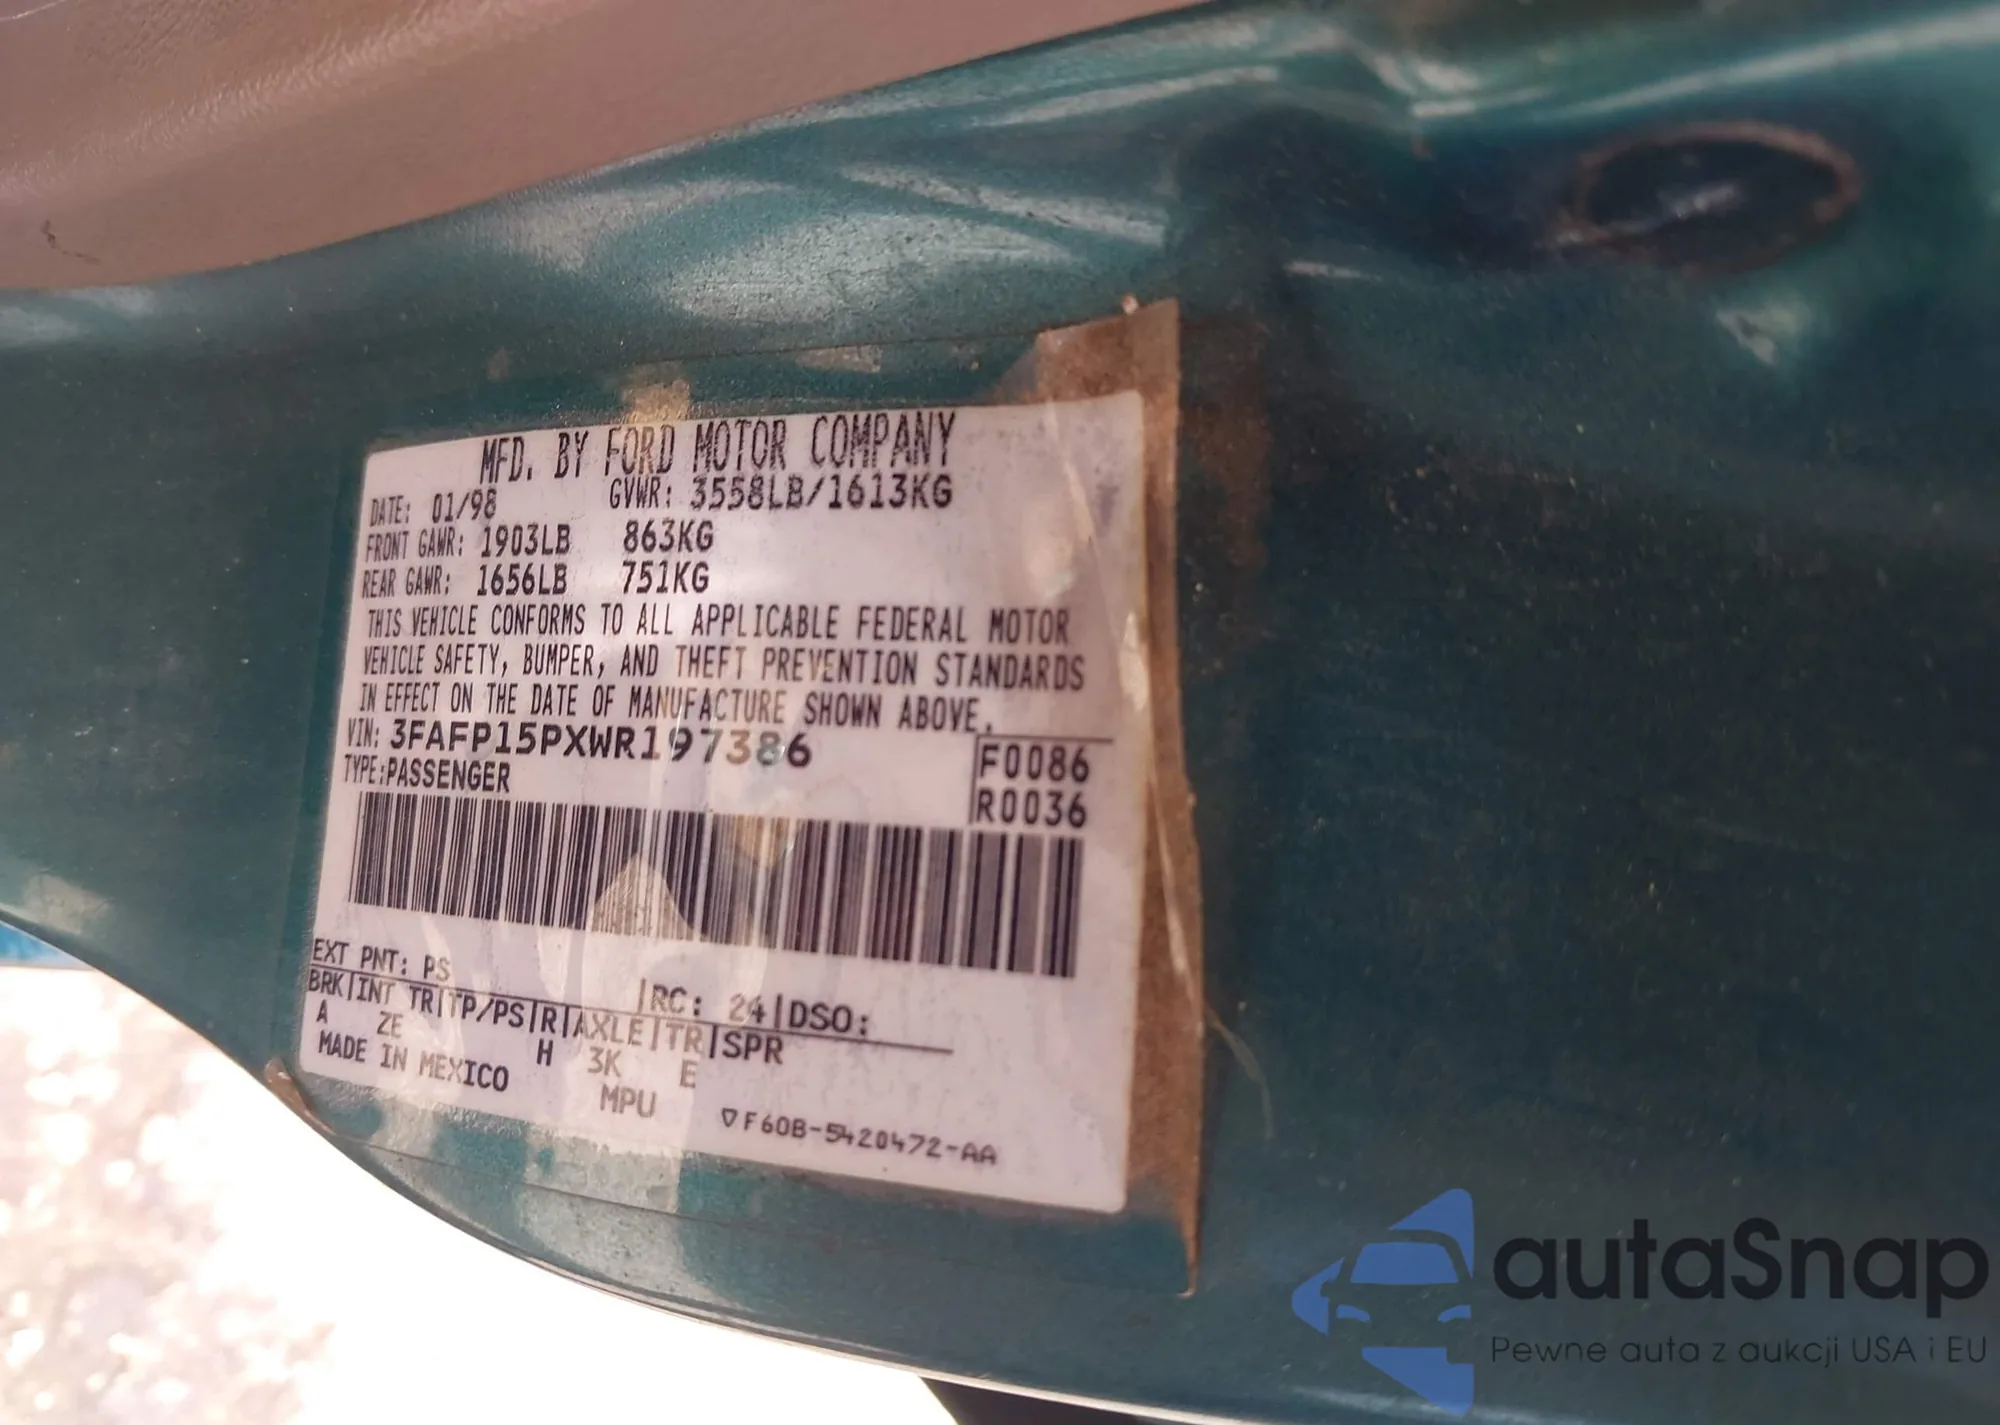 MFD. BY FORD MOTOR COMPANY
DATE: 01/98 GVWR: 3558LB/1613KG
FRONT GAWR: 1903LB 863KG
REAR GAWR: 1656LB 751KG
THIS VEHICLE CONFORMS TO ALL APPLICABLE FEDERAL MOTOR
VEHICLE SAFETY, BUMPER, AND THEFT PREVENTION STANDARDS
IN EFFECT ON THE DATE OF MANUFACTURE SHOWN ABOVE.
VIN: 3FAFP15PXWR197386
TYPE:PASSENGER
F0086
R0036
EXT PNT: PS |RC: 24|DSO:
BRK|INT TR|TP/PS|R|AXLE|TR|SPR
A ZE H 3K E
MADE IN MEXICO MPU
▽F60B-5420472-AA
autaSnap
Pewne auta z aukcji USA i EU